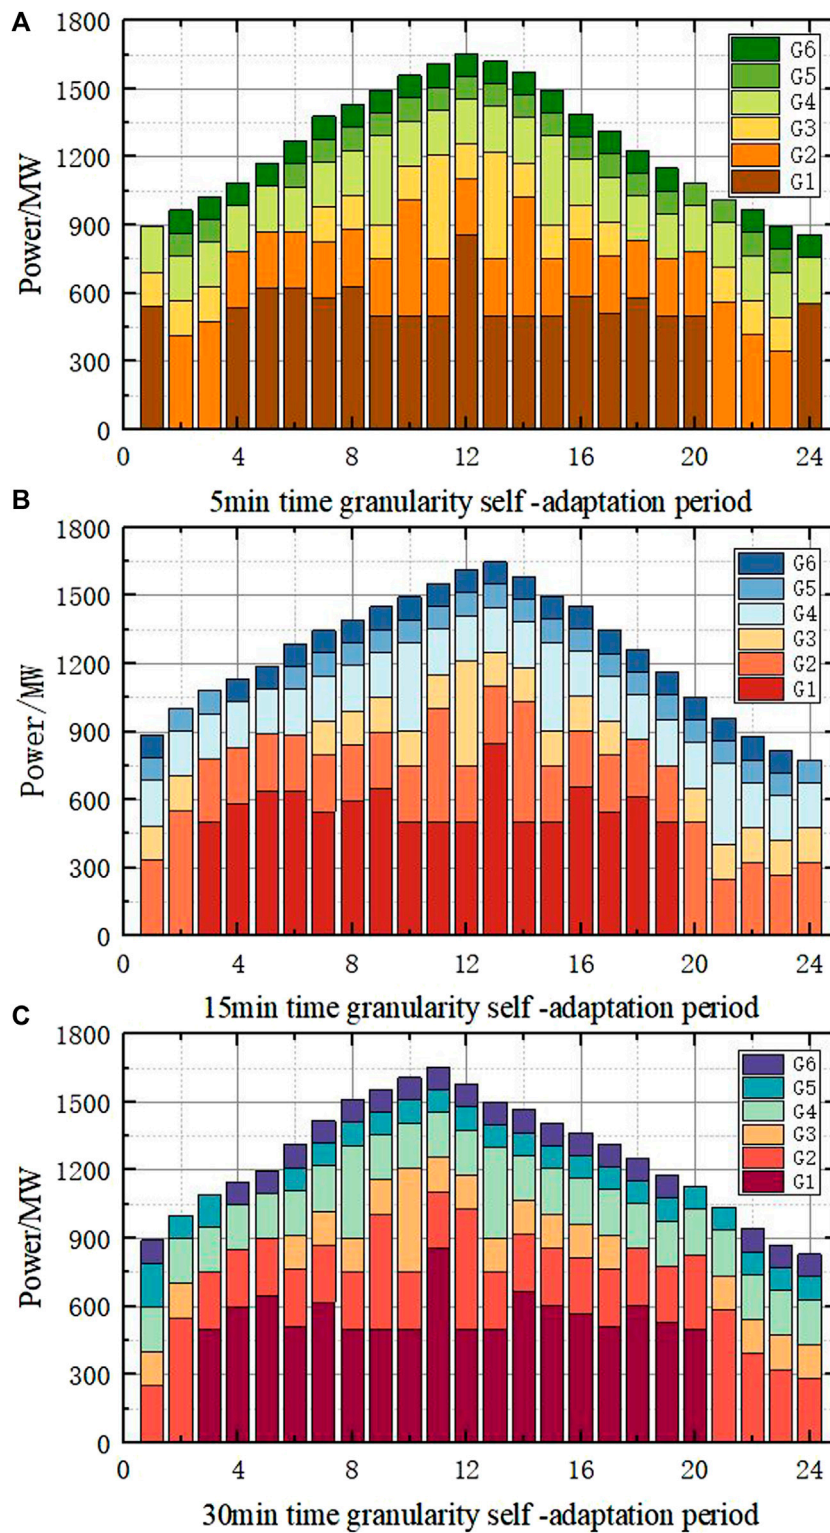 A
1800
1500
1200
900
600
300
0
Power/MW
G6
G5
G4
G3
G2
G1
0 4 8 12 16 20 24
5min time granularity self -adaptation period
B
1800
1500
1200
900
600
300
0
Power/MW
G6
G5
G4
G3
G2
G1
0 4 8 12 16 20 24
15min time granularity self -adaptation period
C
1800
1500
1200
900
600
300
0
Power/MW
G6
G5
G4
G3
G2
G1
0 4 8 12 16 20 24
30min time granularity self -adaptation period